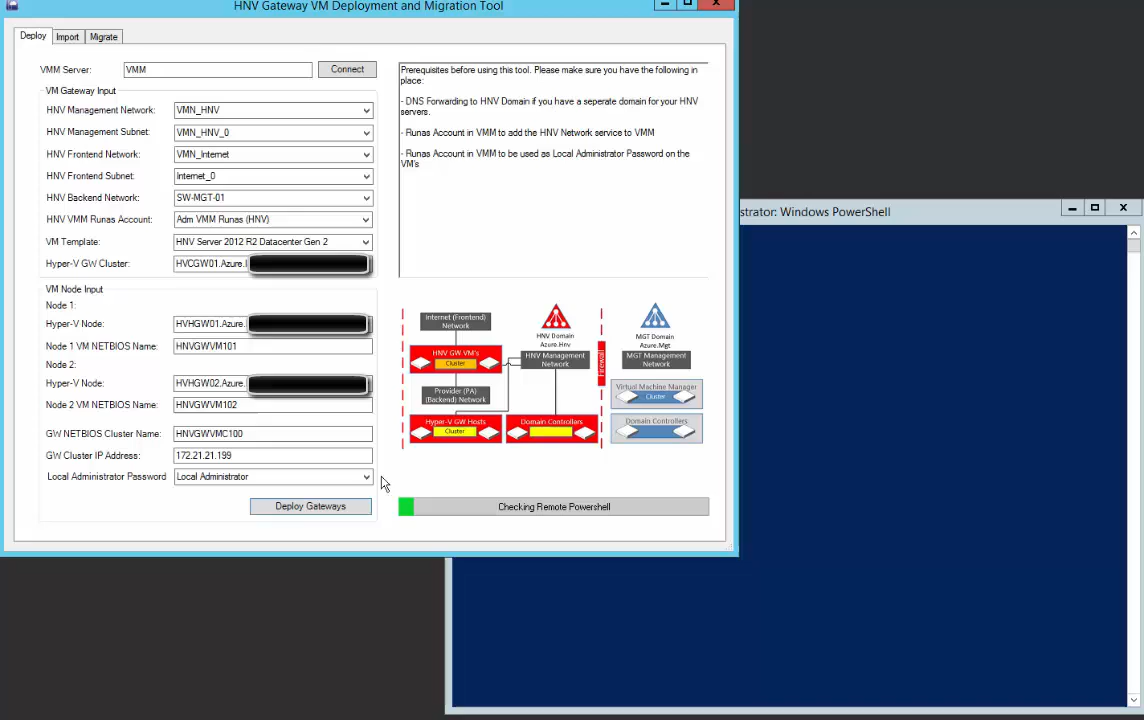 HNV Gateway VM Deployment and Migration Tool
Deploy Import Migrate
VMM Server: VMM Connect
VM Gateway Input
HNV Management Network: VMN_HNV
HNV Management Subnet: VMN_HNV_0
HNV Frontend Network: VMN_Internet
HNV Frontend Subnet: Internet_0
HNV Backend Network: SW-MGT-01
HNV VMM Runas Account: Adm VMM Runas (HNV)
VM Template: HNV Server 2012 R2 Datacenter Gen 2
Hyper-V GW Cluster: HVCGW01.Azure.
VM Node Input
Node 1:
Hyper-V Node: HVHGW01.Azure.
Node 1 VM NETBIOS Name: HNVGWVM101
Node 2:
Hyper-V Node: HVHGW02.Azure.
Node 2 VM NETBIOS Name: HNVGWVM102
GW NETBIOS Cluster Name: HNVGWVMC100
GW Cluster IP Address: 172.21.21.199
Local Administrator Password Local Administrator
Deploy Gateways
Prerequisites before using this tool. Please make sure you have the following in
place:
- DNS Forwarding to HNV Domain if you have a seperate domain for your HNV
servers.
- Runas Account in VMM to add the HNV Network service to VMM
- Runas Account in VMM to be used as Local Administrator Password on the
VM's
Internet (Frontend)
Network
HNV GW VM's
Cluster
Provider (PA)
(Backend) Network
Hyper-V GW Hosts
Cluster
HNV Domain
Azure.Hnv
HNV Management
Network
Domain Controllers
Firewall
MGT Domain
Azure.Mgt
MGT Management
Network
Virtual Machine Manager
Cluster
Domain Controllers
Checking Remote Powershell
strator: Windows PowerShell